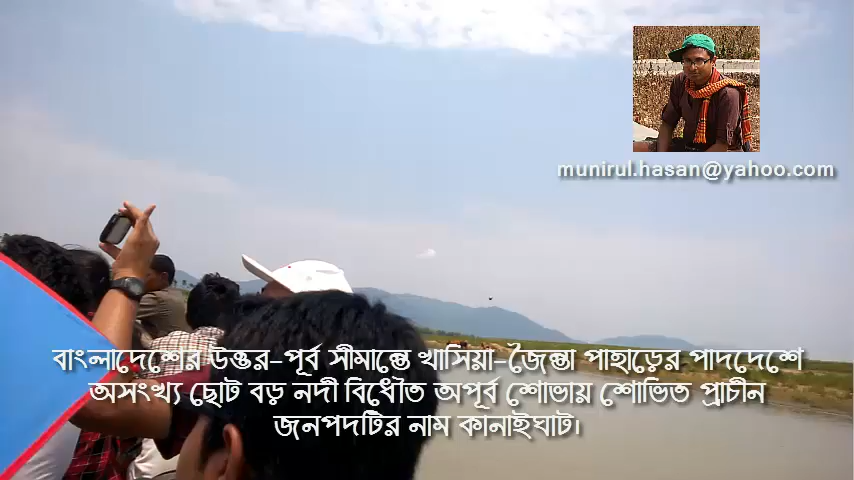 munirul.hasan@yahoo.com
বাংলাদেশের উত্তর-পূর্ব সীমান্তে খাসিয়া-জৈন্তা পাহাড়ের পাদদেশে
অসংখ্য ছোট বড় নদী বিধৌত অপূর্ব শোভায় শোভিত প্রাচীন
জনপদটির নাম কানাইঘাট।